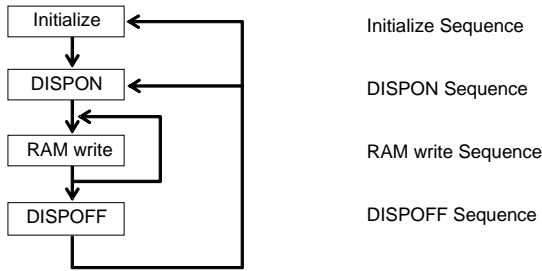 Initialize
Initialize Sequence
DISPON
DISPON Sequence
RAM write
RAM write Sequence
DISPOFF
DISPOFF Sequence